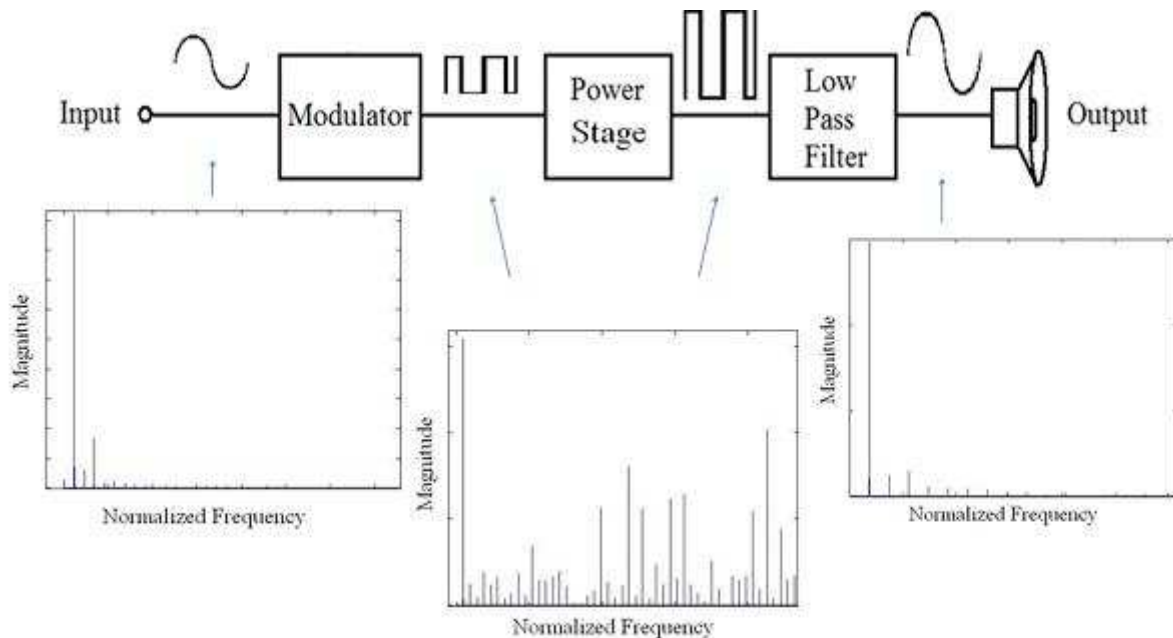 Input
Modulator
Power
Stage
Low
Pass
Filter
Output
Magnitude
Normalized Frequency
Magnitude
Normalized Frequency
Magnitude
Normalized Frequency